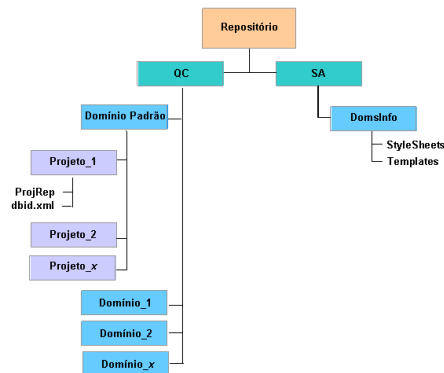 Repositório
QC
SA
Domínio Padrão
DomsInfo
StyleSheets
Templates
Projeto_1
ProjRep
dbid.xml
Projeto_2
Projeto_x
Domínio_1
Domínio_2
Domínio_x